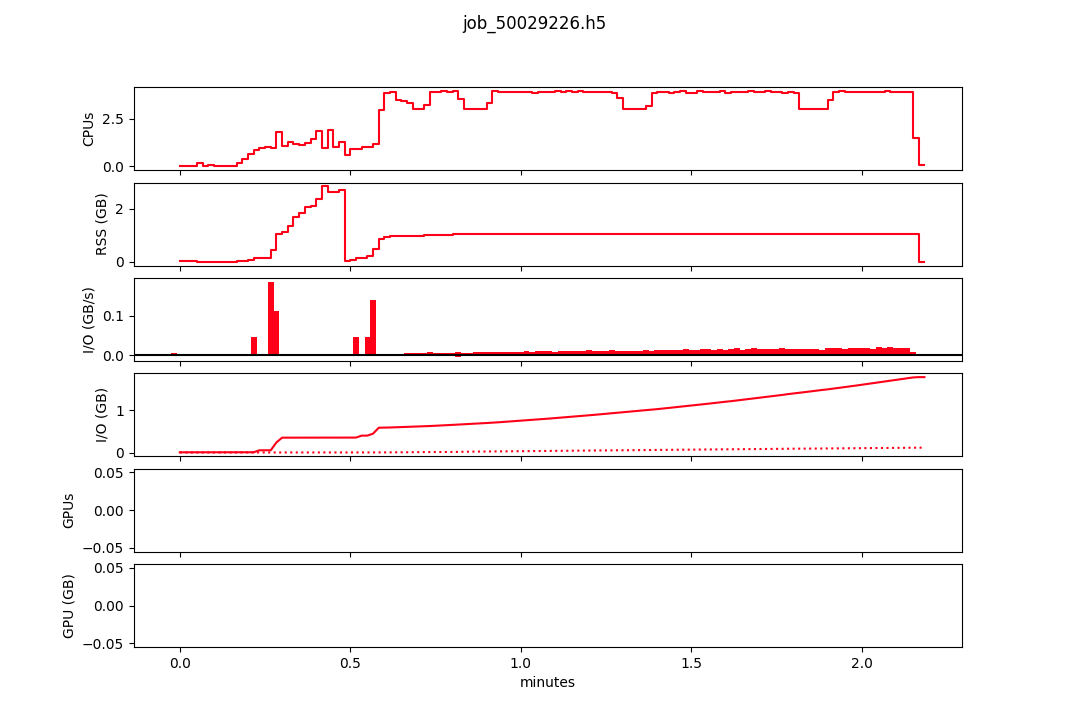 job_50029226.h5
CPUs
2.5
0.0
RSS (GB)
2
0
I/O (GB/s)
0.1
0.0
I/O (GB)
1
0
GPUs
0.05
0.00
−0.05
GPU (GB)
0.05
0.00
−0.05
0.0 0.5 1.0 1.5 2.0
minutes